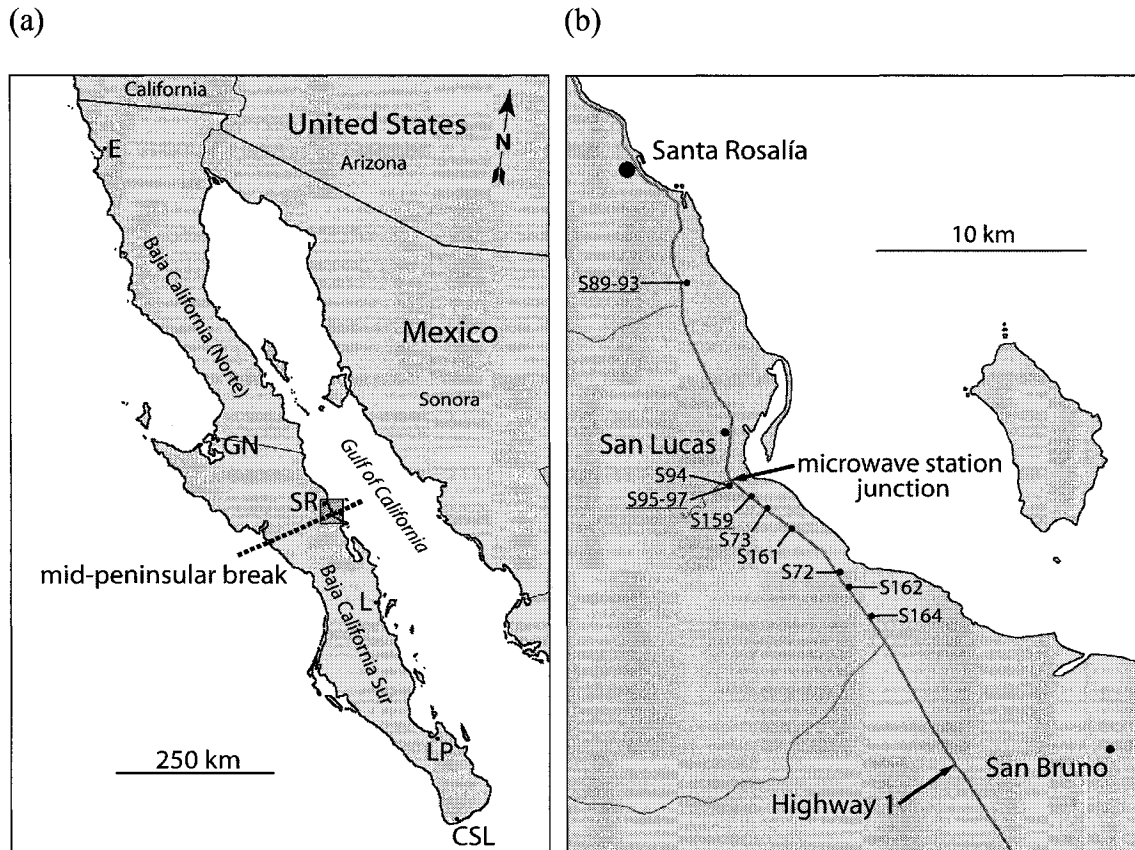 (a)
California
United States
Arizona
N
E
Baja California (Norte)
Mexico
Sonora
GN
Gulf of California
SR
mid-peninsular break
Baja California Sur
L
LP
250 km
CSL
(b)
Santa Rosalía
10 km
S89-93
San Lucas
microwave station
junction
S94
S95-97
S159
S73
S161
S72
S162
S164
San Bruno
Highway 1